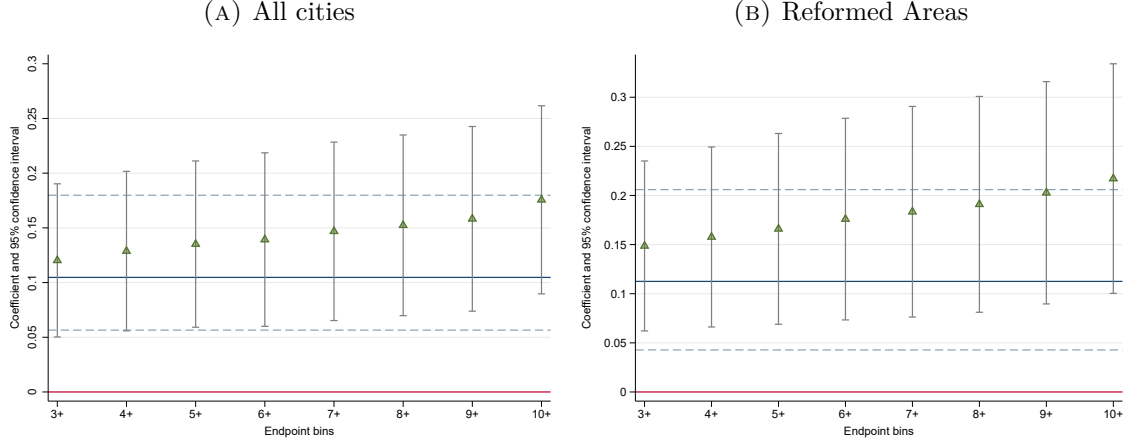 (A) All cities
(B) Reformed Areas
Coefficient and 95% confidence interval
0.3
0.25
0.2
0.15
0.1
0.05
0
3+ 4+ 5+ 6+ 7+ 8+ 9+ 10+
Endpoint bins
Coefficient and 95% confidence interval
0.3
0.25
0.2
0.15
0.1
0.05
0
3+ 4+ 5+ 6+ 7+ 8+ 9+ 10+
Endpoint bins